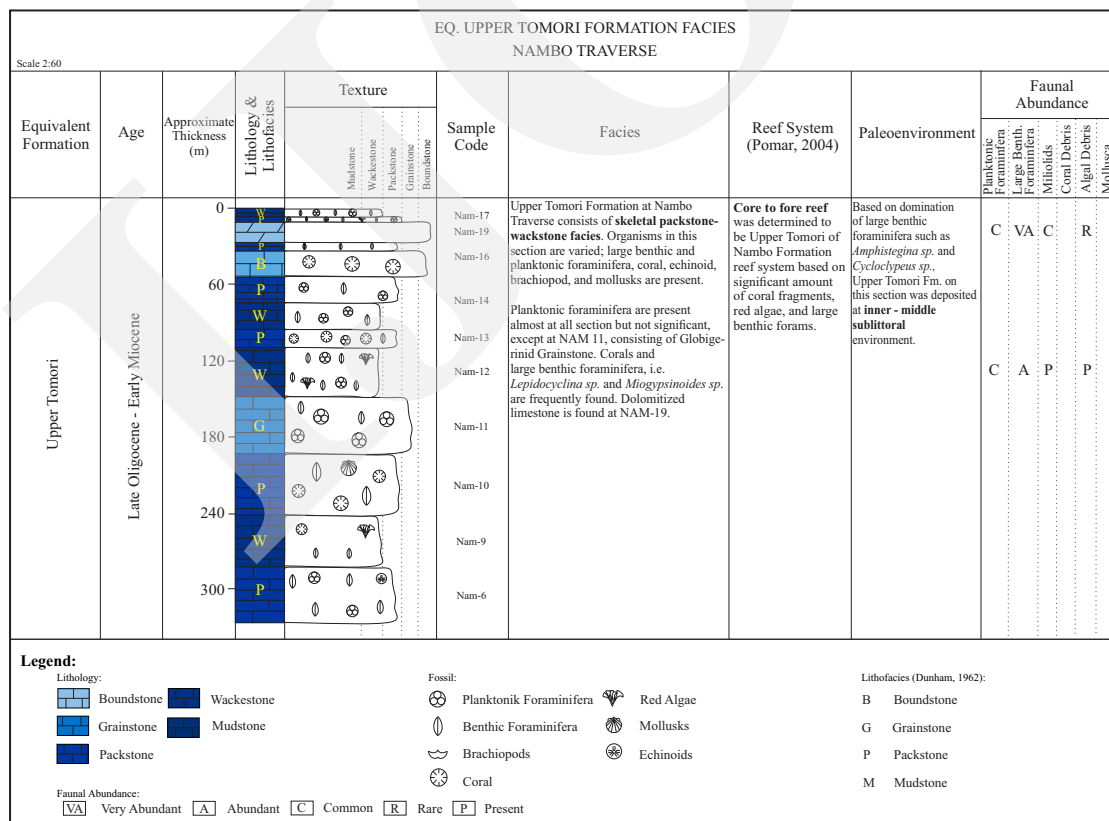 EQ. UPPER TOMORI FORMATION FACIES
NAMBO TRAVERSE
Scale 2:60
Equivalent
Formation
Age
Approximate
Thickness
(m)
Lithology &
Lithofacies
Texture
Mudstone
Wackestone
Packstone
Grainstone
Boundstone
Sample
Code
Facies
Reef System
(Pomar, 2004)
Paleoenvironment
Faunal
Abundance
Planktonic
Foraminfera
Large Benth.
Foraminifera
Miliolids
Coral Debris
Algal Debris
Mollusca
Upper Tomori
Late Oligocene - Early Miocene
0
60
120
180
240
300
W
P
P
B
P
W
P
W
G
P
W
P
Nam-17
Nam-19
Nam-16
Nam-14
Nam-13
Nam-12
Nam-11
Nam-10
Nam-9
Nam-6
Upper Tomori Formation at Nambo
Traverse consists of skeletal packstone-
wackstone facies. Organisms in this
section are varied; large benthic and
planktonic foraminifera, coral, echinoid,
brachiopod, and mollusks are present.
Planktonic foraminifera are present
almost at all section but not significant,
except at NAM 11, consisting of Globige-
rinid Grainstone. Corals and
large benthic foraminifera, i.e.
Lepidocyclina sp. and Miogypsinoides sp.
are frequently found. Dolomitized
limestone is found at NAM-19.
Core to fore reef
was determined to
be Upper Tomori of
Nambo Formation
reef system based on
significant amount
of coral fragments,
red algae, and large
benthic forams.
Based on domination
of large benthic
foraminifera such as
Amphistegina sp. and
Cycloclypeus sp.,
Upper Tomori Fm. on
this section was deposited
at inner - middle
sublittoral
environment.
C VA C R
C A P P
Legend:
Lithology:
Boundstone
Grainstone
Packstone
Wackestone
Mudstone
Fossil:
Planktonik Foraminifera
Benthic Foraminifera
Brachiopods
Coral
Red Algae
Mollusks
Echinoids
Lithofacies (Dunham, 1962):
B Boundstone
G Grainstone
P Packstone
M Mudstone
Faunal Abundance:
VA Very Abundant A Abundant C Common R Rare P Present